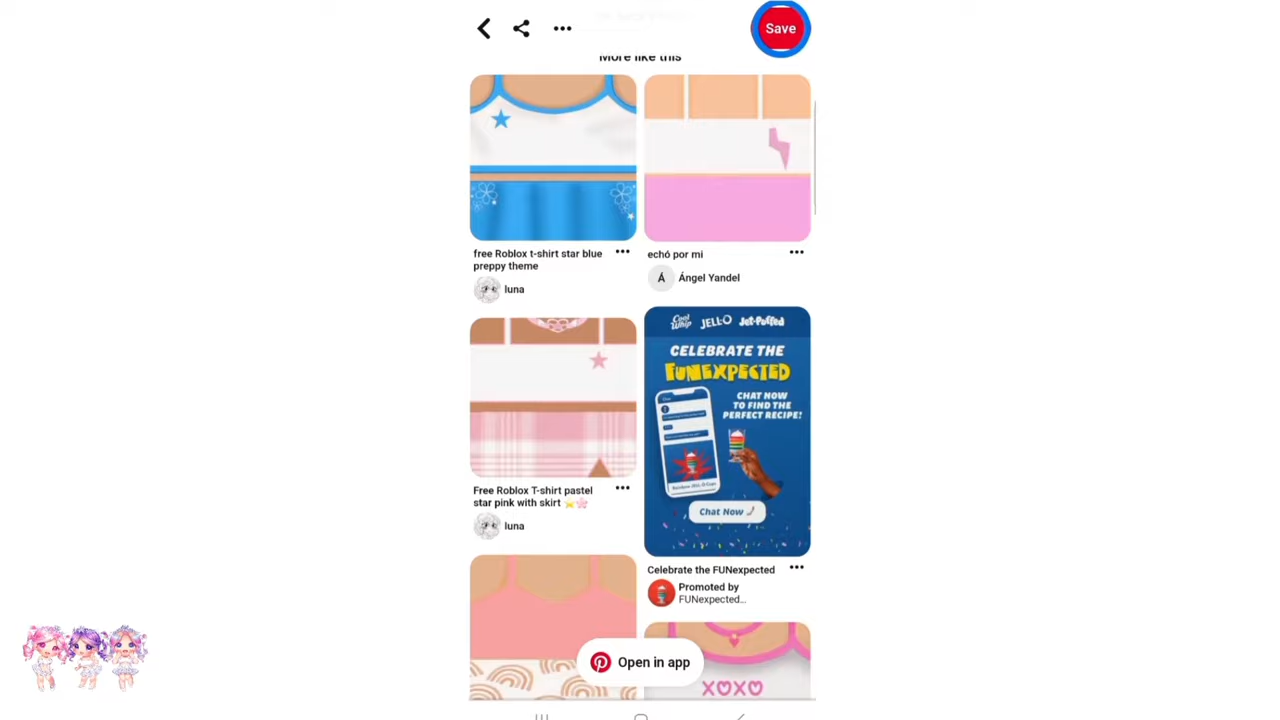 Save
More like this
free Roblox t-shirt star blue
preppy theme
luna
echó por mi
Á
Ángel Yandel
Free Roblox T-shirt pastel
star pink with skirt ⭐🌸
luna
Cool Whip JELL-O Jet-Puffed
CELEBRATE THE
FUNEXPECTED
CHAT NOW
TO FIND THE
PERFECT RECIPE!
Chat Now
Celebrate the FUNexpected
Promoted by
FUNexpected...
Open in app
XOXO